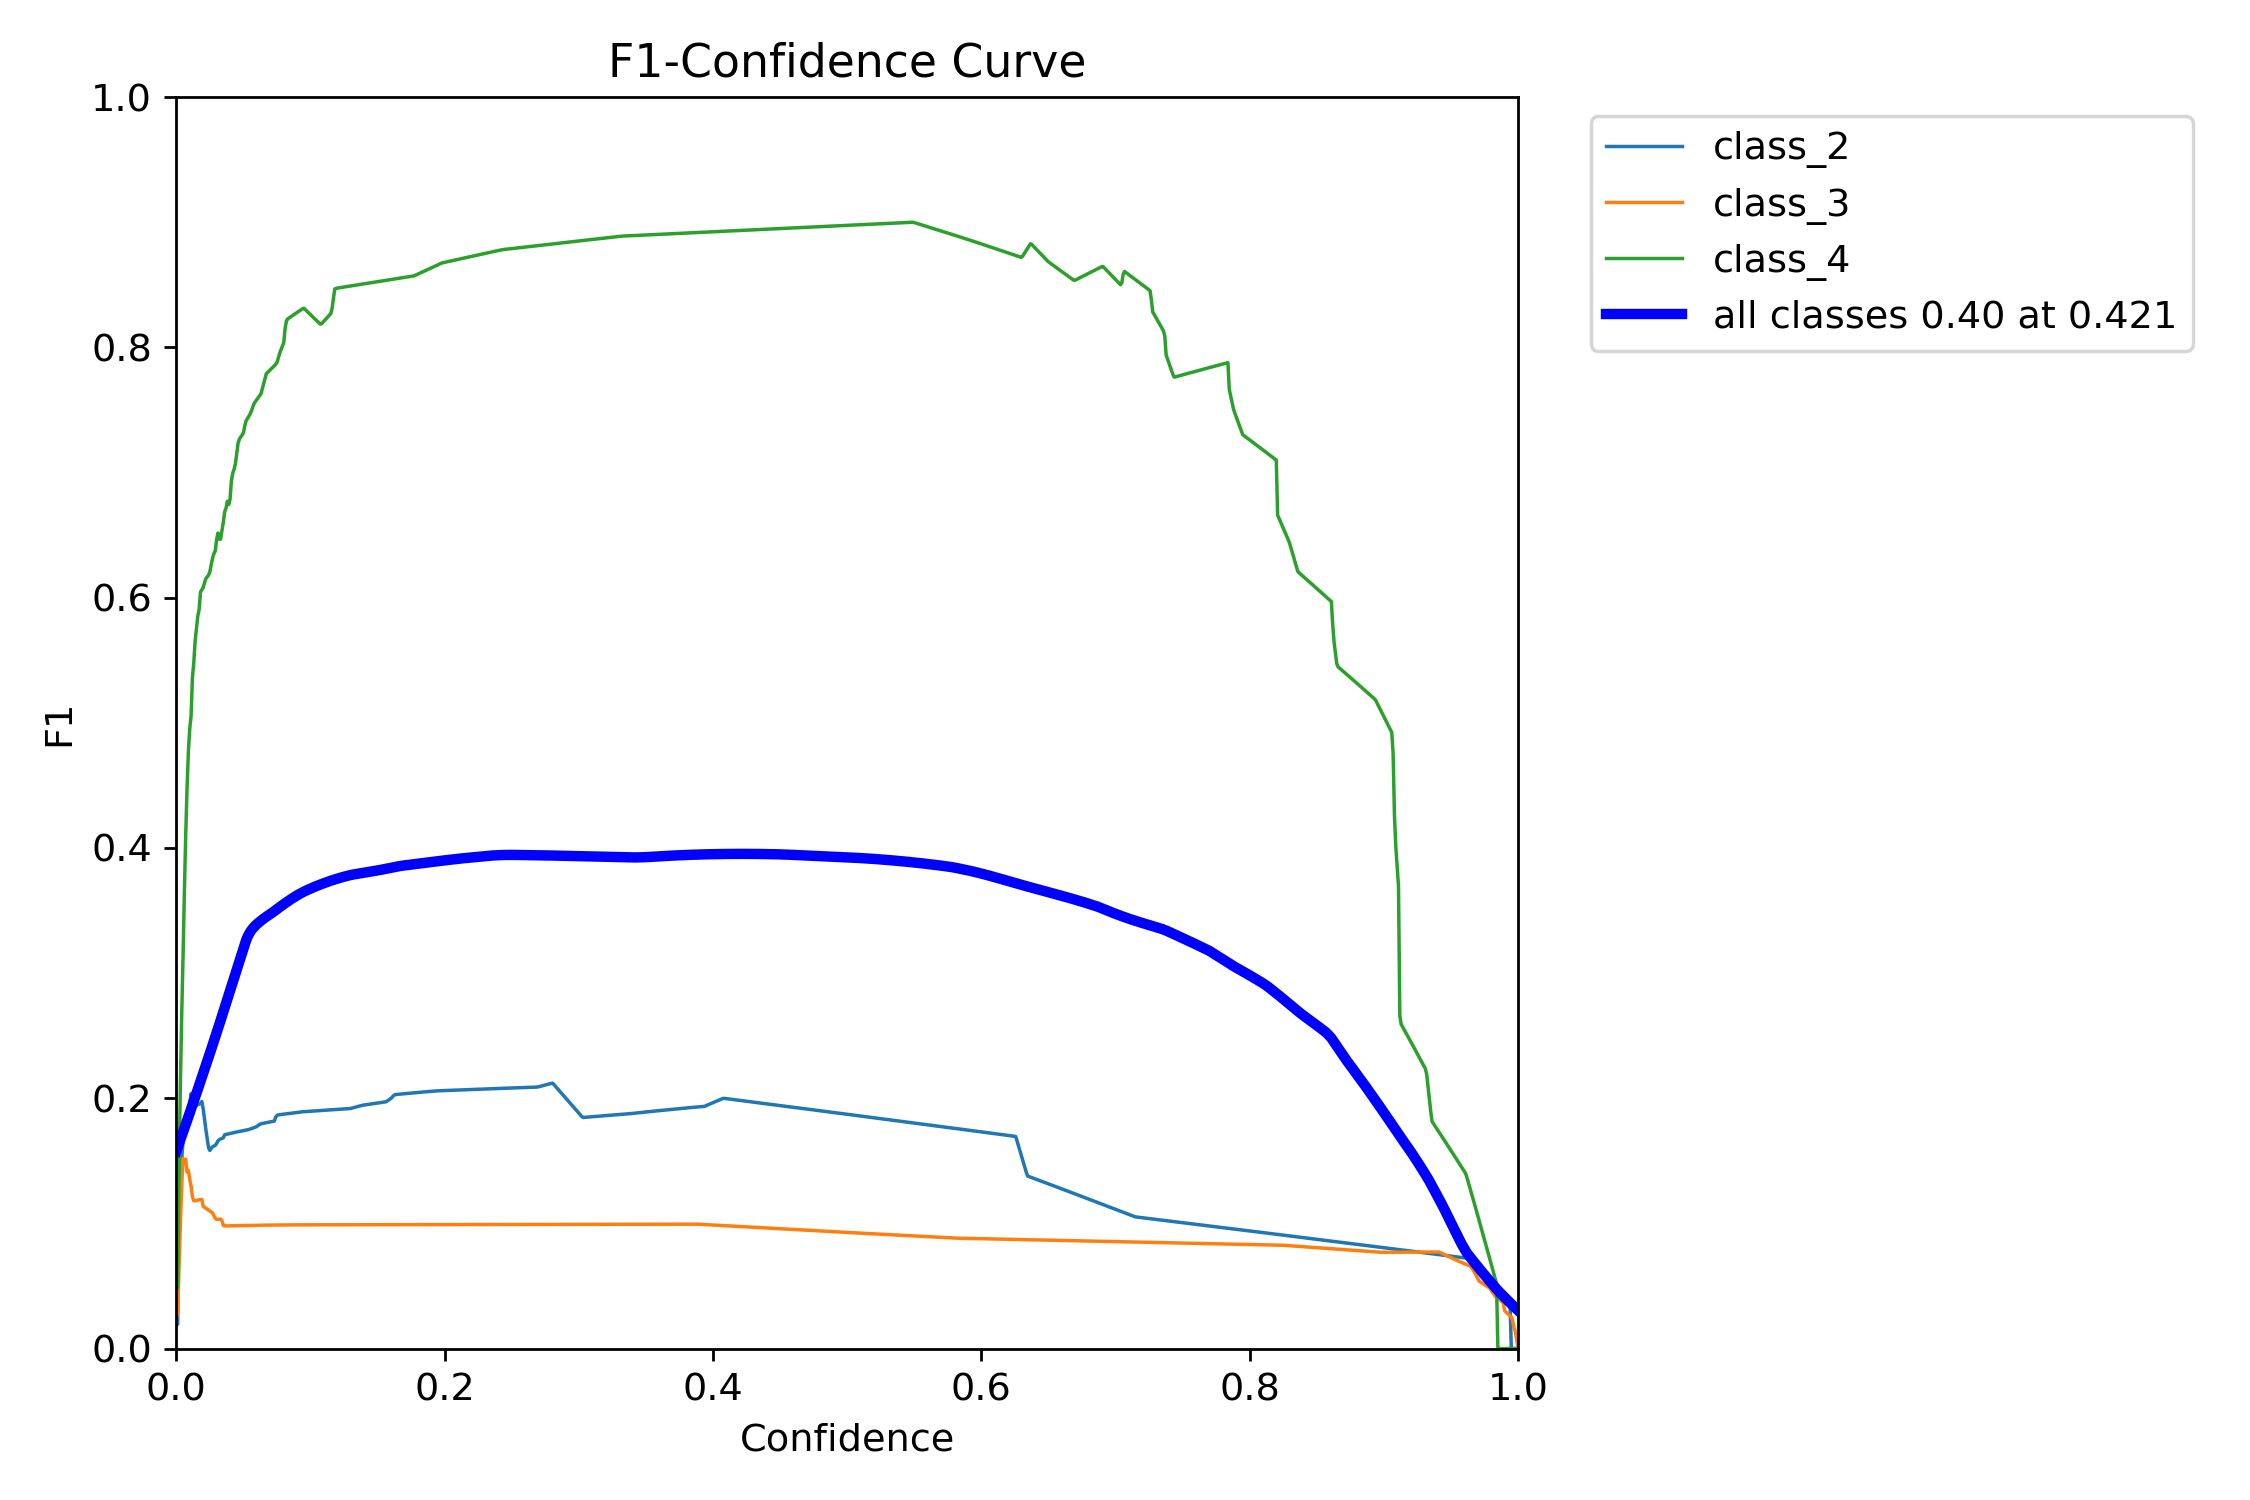 F1-Confidence Curve
1.0
0.8
0.6
0.4
0.2
0.0
F1
0.0 0.2 0.4 0.6 0.8 1.0
Confidence
class_2
class_3
class_4
all classes 0.40 at 0.421